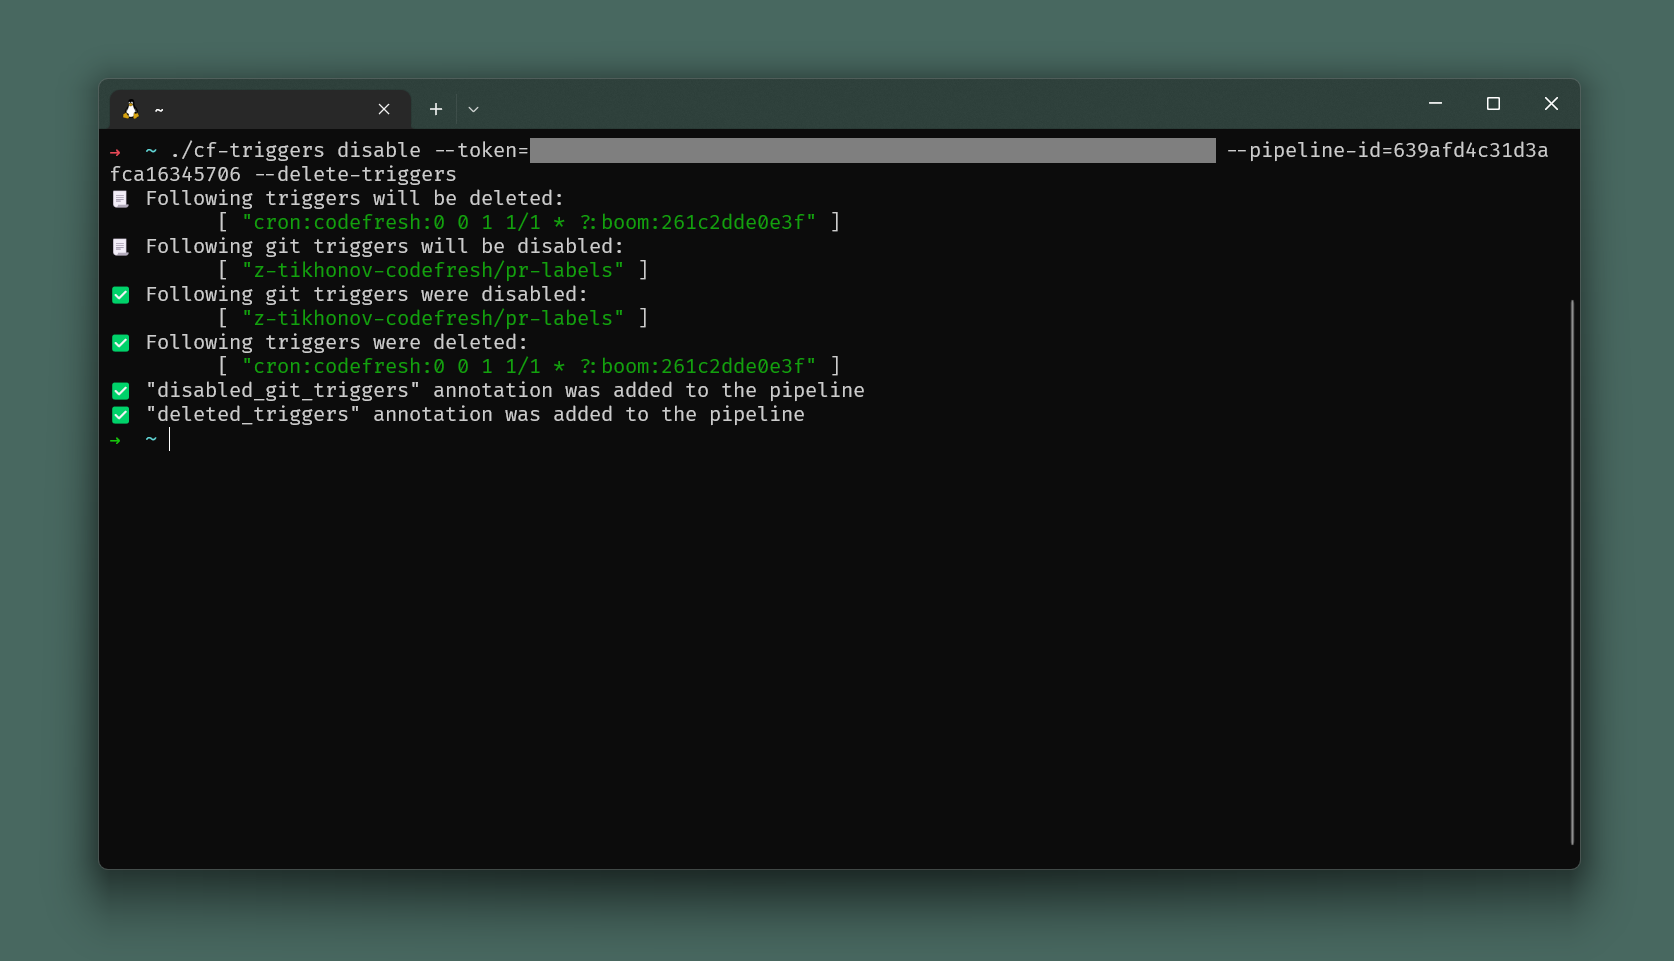 ~
→ ~ ./cf-triggers disable --token= --pipeline-id=639afd4c31d3a
fca16345706 --delete-triggers
Following triggers will be deleted:
[ "cron:codefresh:0 0 1 1/1 * ?:boom:261c2dde0e3f" ]
Following git triggers will be disabled:
[ "z-tikhonov-codefresh/pr-labels" ]
Following git triggers were disabled:
[ "z-tikhonov-codefresh/pr-labels" ]
Following triggers were deleted:
[ "cron:codefresh:0 0 1 1/1 * ?:boom:261c2dde0e3f" ]
"disabled_git_triggers" annotation was added to the pipeline
"deleted_triggers" annotation was added to the pipeline
→ ~